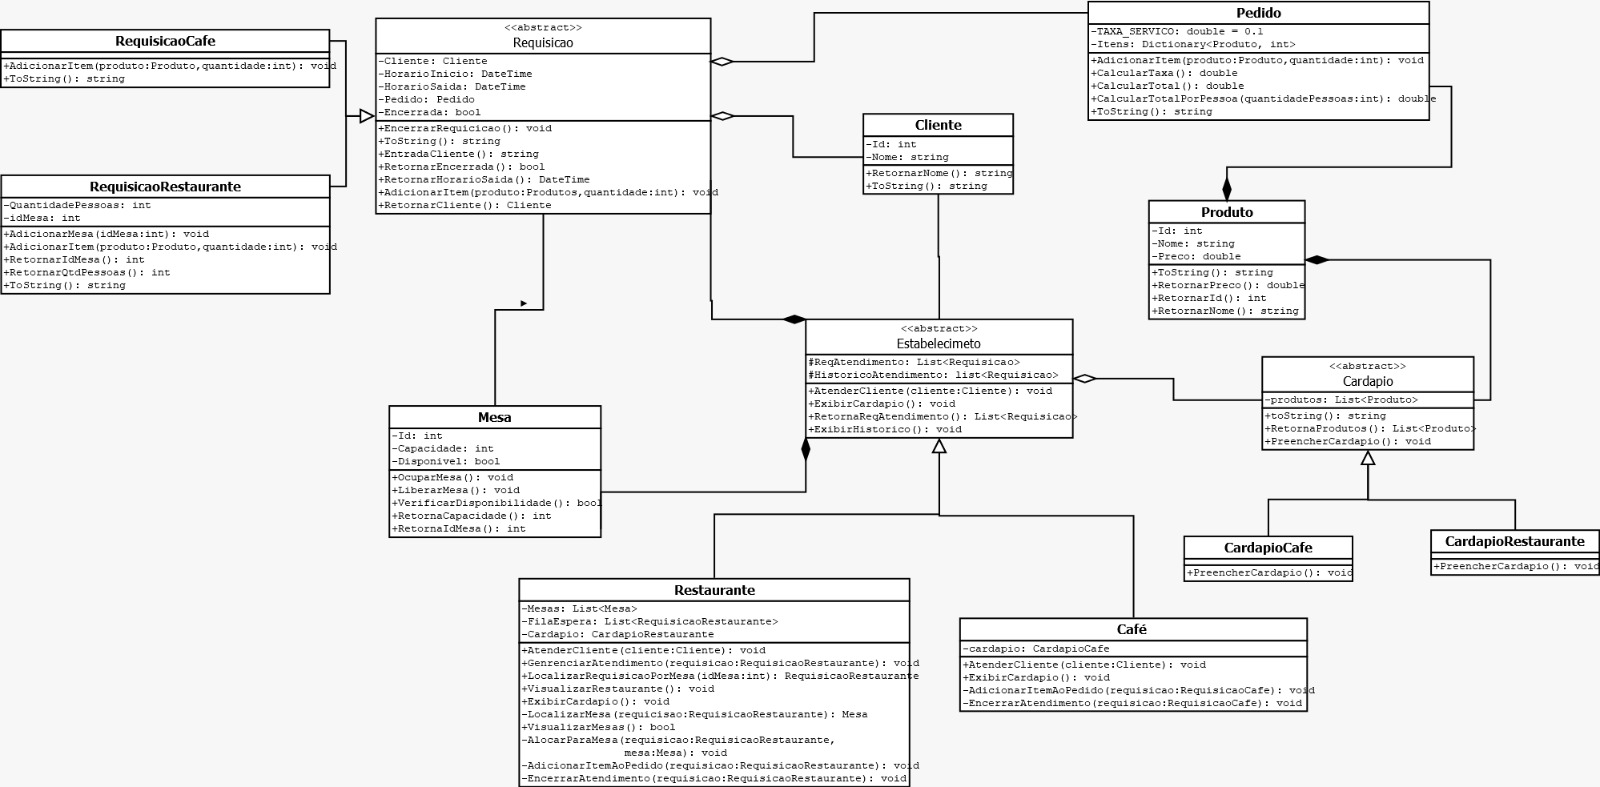 RequisicaoCafe
+AdicionarItem(produto:Produto,quantidade:int): void
+ToString(): string
RequisicaoRestaurante
-QuantidadePessoas: int
-idMesa: int
+AdicionarMesa(idMesa:int): void
+AdicionarItem(produto:Produto,quantidade:int): void
+RetornarIdMesa(): int
+RetornarQtdPessoas(): int
+ToString(): string
<<abstract>>
Requisicao
-Cliente: Cliente
-HorarioInicio: DateTime
-HorarioSaida: DateTime
-Pedido: Pedido
-Encerrada: bool
+EncerrarRequicicao(): void
+ToString(): string
+EntradaCliente(): string
+RetornarEncerrada(): bool
+RetornarHorarioSaida(): DateTime
+AdicionarItem(produto:Produtos,quantidade:int): void
+RetornarCliente(): Cliente
Pedido
-TAXA_SERVICO: double = 0.1
-Itens: Dictionary<Produto, int>
+AdicionarItem(produto:Produto,quantidade:int): void
+CalcularTaxa(): double
+CalcularTotal(): double
+CalcularTotalPorPessoa(quantidadePessoas:int): double
+ToString(): string
Cliente
-Id: int
-Nome: string
+RetornarNome(): string
+ToString(): string
Produto
-Id: int
-Nome: string
-Preco: double
+ToString(): string
+RetornarPreco(): double
+RetornarId(): int
+RetornarNome(): string
<<abstract>>
Estabelecimeto
#ReqAtendimento: List<Requisicao>
#HistoricoAtendimento: list<Requisicao>
+AtenderCliente(cliente:Cliente): void
+ExibirCardapio(): void
+RetornaReqAtendimento(): List<Requisicao>
+ExibirHistorico(): void
<<abstract>>
Cardapio
-produtos: List<Produto>
+toString(): string
+RetornaProdutos(): List<Produto>
+PreencherCardapio(): void
Mesa
-Id: int
-Capacidade: int
-Disponivel: bool
+OcuparMesa(): void
+LiberarMesa(): void
+VerificarDisponibilidade(): bool
+RetornaCapacidade(): int
+RetornaIdMesa(): int
CardapioCafe
+PreencherCardapio(): void
CardapioRestaurante
+PreencherCardapio(): void
Restaurante
-Mesas: List<Mesa>
-FilaEspera: List<RequisicaoRestaurante>
-Cardapio: CardapioRestaurante
+AtenderCliente(cliente:Cliente): void
+GenrenciarAtendimento(requisicao:RequisicaoRestaurante): void
+LocalizarRequisicaoPorMesa(idMesa:int): RequisicaoRestaurante
+VisualizarRestaurante(): void
+ExibirCardapio(): void
-LocalizarMesa(requicisao:RequisicaoRestaurante): Mesa
+VisualizarMesas(): bool
-AlocarParaMesa(requisicao:RequisicaoRestaurante,
mesa:Mesa): void
-AdicionarItemAoPedido(requisicao:RequisicaoRestaurante): void
-EncerrarAtendimento(requisicao:RequisicaoRestaurante): void
Café
-cardapio: CardapioCafe
+AtenderCliente(cliente:Cliente): void
+ExibirCardapio(): void
-AdicionarItemAoPedido(requisicao:RequisicaoCafe): void
-EncerrarAtendimento(requisicao:RequisicaoCafe): void